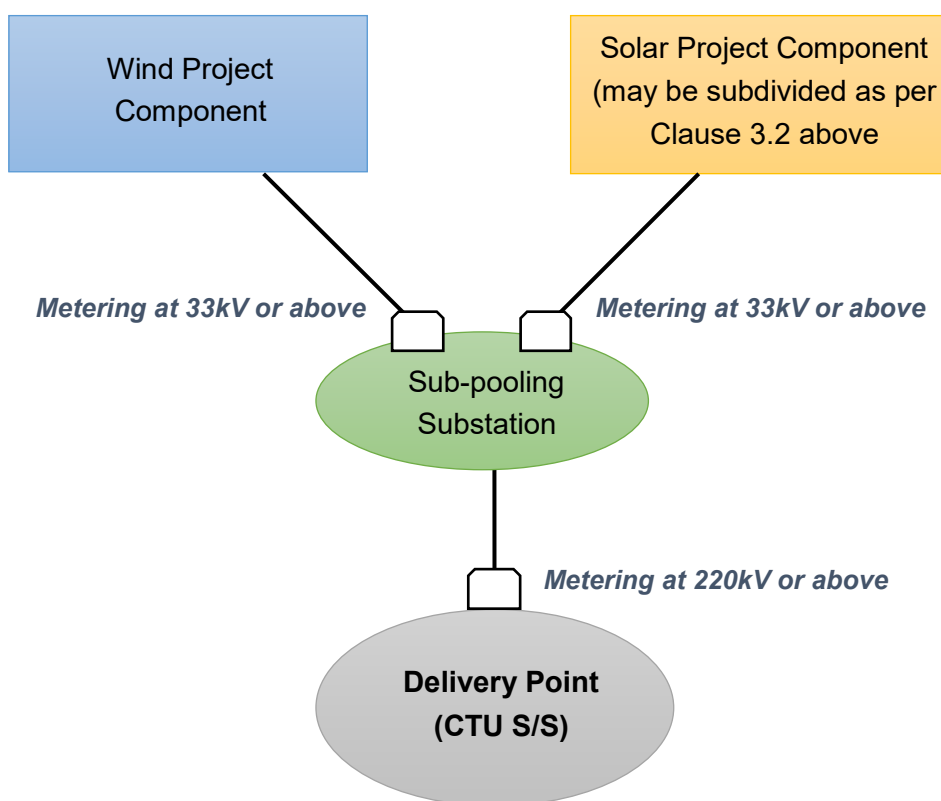 Wind Project
Component
Solar Project Component
(may be subdivided as per
Clause 3.2 above
Metering at 33kV or above
Metering at 33kV or above
Sub-pooling
Substation
Metering at 220kV or above
Delivery Point
(CTU S/S)